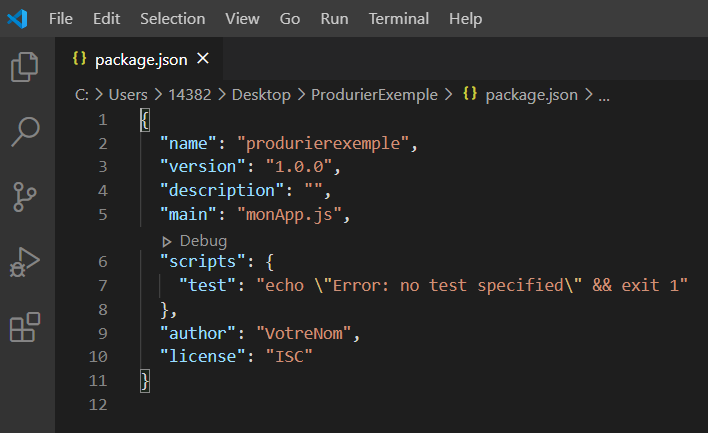 File Edit Selection View Go Run Terminal Help
{} package.json ×
C: > Users > 14382 > Desktop > ProdurierExemple > {} package.json > ...
1 {
2 "name": "produrierexemple",
3 "version": "1.0.0",
4 "description": "",
5 "main": "monApp.js",
▷ Debug
6 "scripts": {
7 "test": "echo \"Error: no test specified\" && exit 1"
8 },
9 "author": "VotreNom",
10 "license": "ISC"
11 }
12